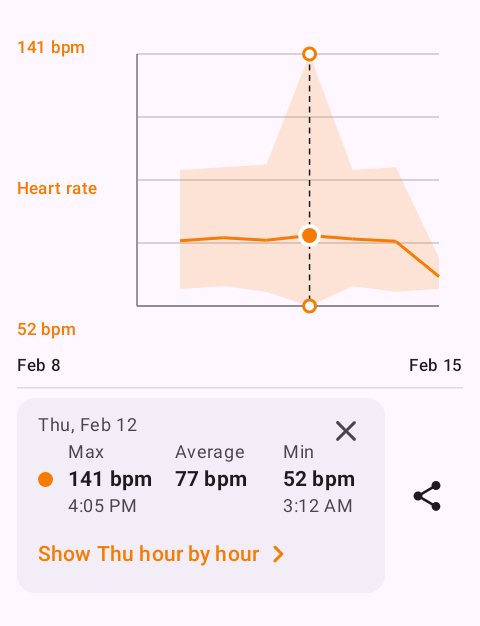 141 bpm
Heart rate
52 bpm
Feb 8
Feb 15
Thu, Feb 12
Max Average Min
141 bpm 77 bpm 52 bpm
4:05 PM 3:12 AM
Show Thu hour by hour